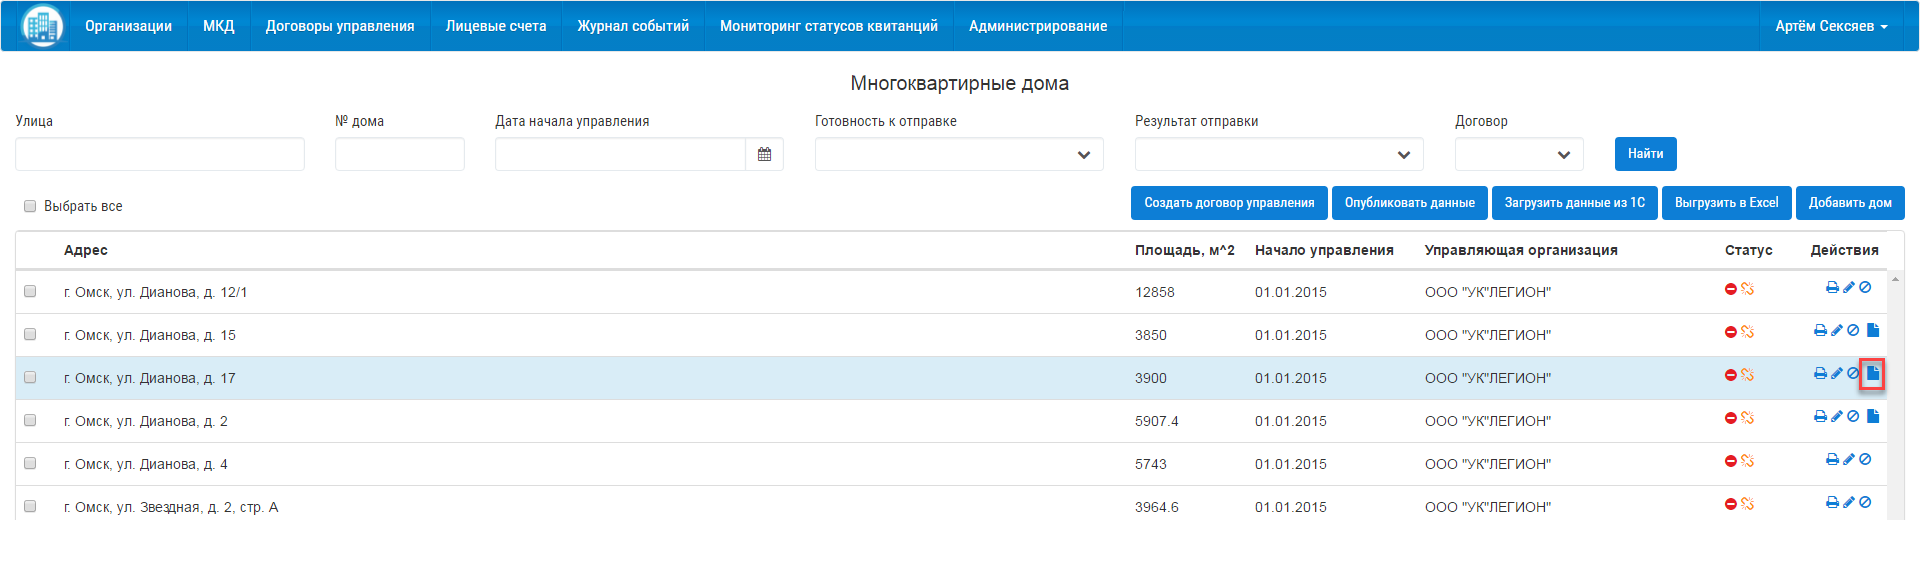 Организации МКД Договоры управления Лицевые счета Журнал событий Мониторинг статусов квитанций Администрирование Артём Сексяев
Многоквартирные дома
Улица № дома Дата начала управления Готовность к отправке Результат отправки Договор
Найти
Выбрать все Создать договор управления Опубликовать данные Загрузить данные из 1С Выгрузить в Excel Добавить дом
Адрес Площадь, м^2 Начало управления Управляющая организация Статус Действия
г. Омск, ул. Дианова, д. 12/1 12858 01.01.2015 ООО "УК"ЛЕГИОН"
г. Омск, ул. Дианова, д. 15 3850 01.01.2015 ООО "УК"ЛЕГИОН"
г. Омск, ул. Дианова, д. 17 3900 01.01.2015 ООО "УК"ЛЕГИОН"
г. Омск, ул. Дианова, д. 2 5907.4 01.01.2015 ООО "УК"ЛЕГИОН"
г. Омск, ул. Дианова, д. 4 5743 01.01.2015 ООО "УК"ЛЕГИОН"
г. Омск, ул. Звездная, д. 2, стр. А 3964.6 01.01.2015 ООО "УК"ЛЕГИОН"